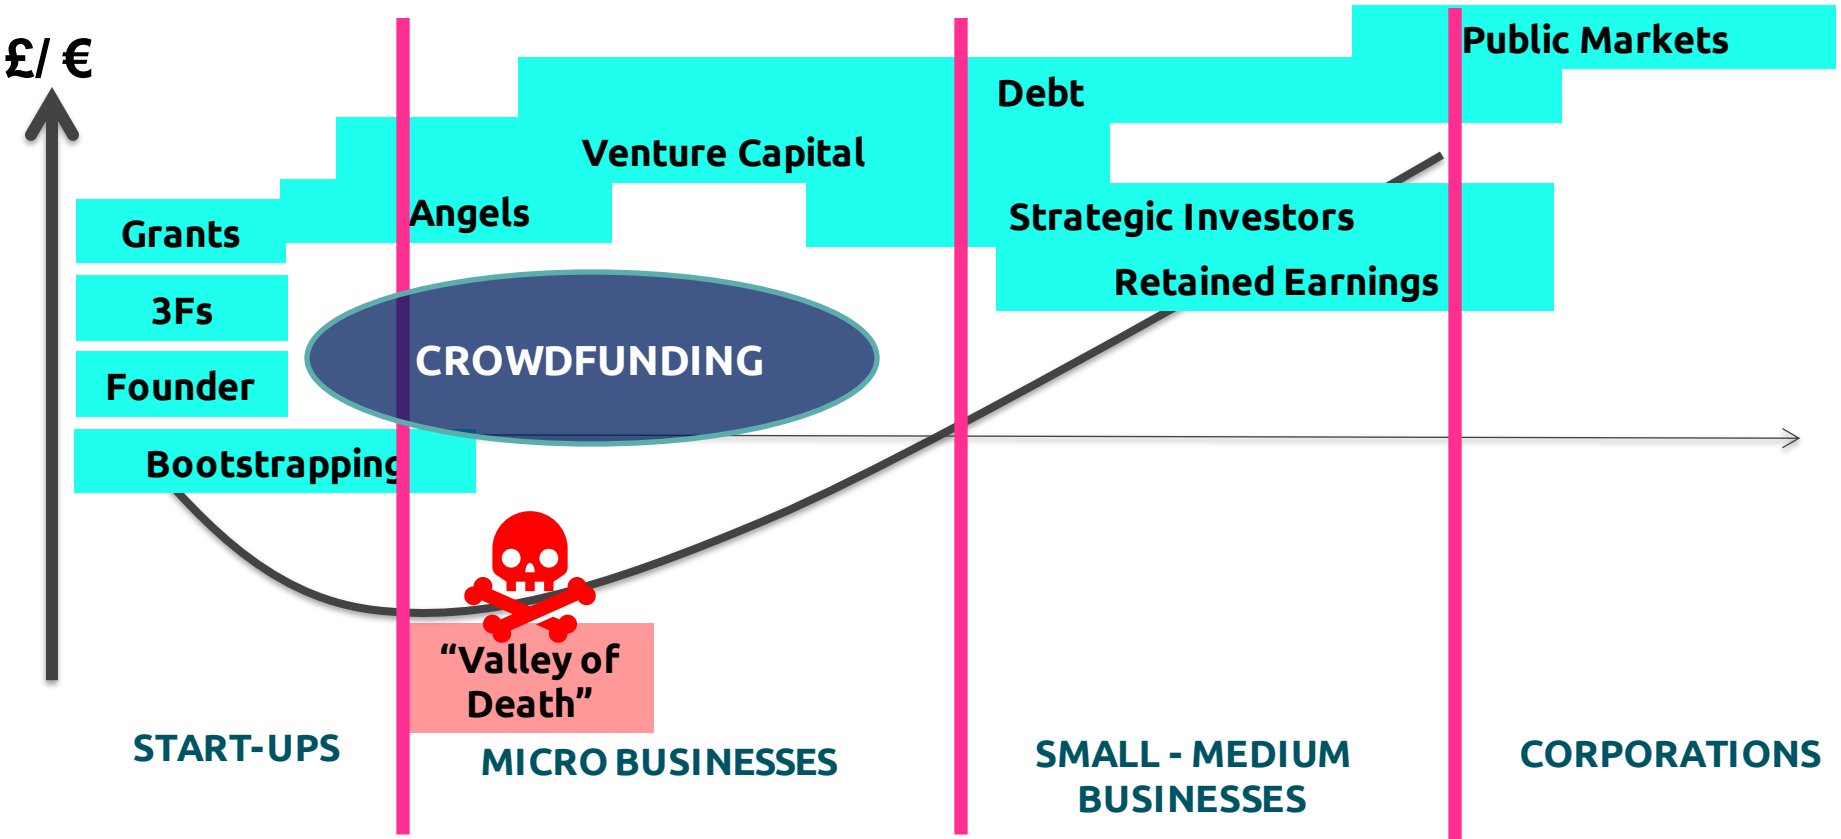 £/ €
Public Markets
Debt
Venture Capital
Angels
Strategic Investors
Grants
Retained Earnings
3Fs
CROWDFUNDING
Founder
Bootstrapping
“Valley of
Death”
START-UPS
MICRO BUSINESSES
SMALL - MEDIUM
BUSINESSES
CORPORATIONS